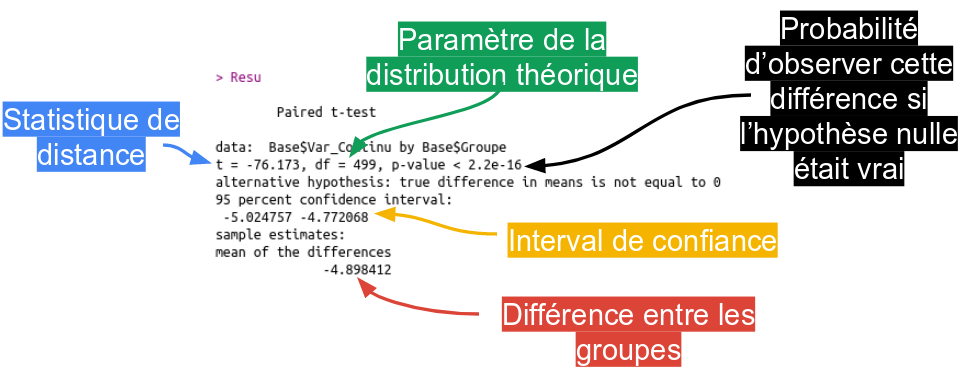 Paramètre de la
distribution théorique
Probabilité
d'observer cette
différence si
l'hypothèse nulle
était vrai
Statistique de
distance
> Resu
Paired t-test
data:  Base$Var_Continu by Base$Groupe
t = -76.173, df = 499, p-value < 2.2e-16
alternative hypothesis: true difference in means is not equal to 0
95 percent confidence interval:
-5.024757 -4.772068
sample estimates:
mean of the differences
-4.898412
Interval de confiance
Différence entre les
groupes